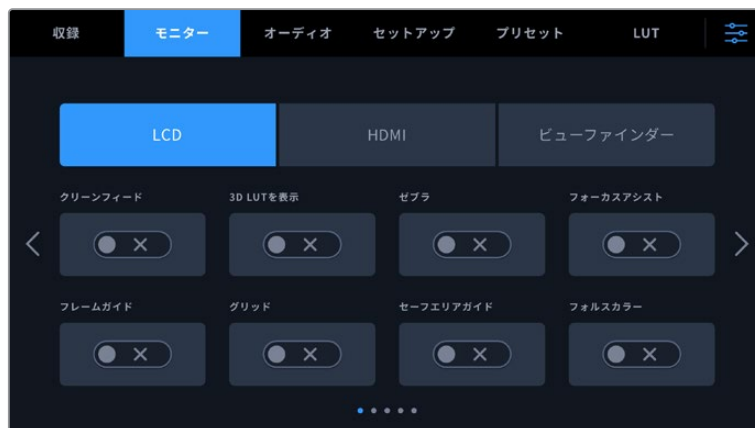 収録 モニター オーディオ セットアップ プリセット LUT
LCD HDMI ビューファインダー
クリーンフィード 3D LUTを表示 ゼブラ フォーカスアシスト
フレームガイド グリッド セーフエリアガイド フォルスカラー